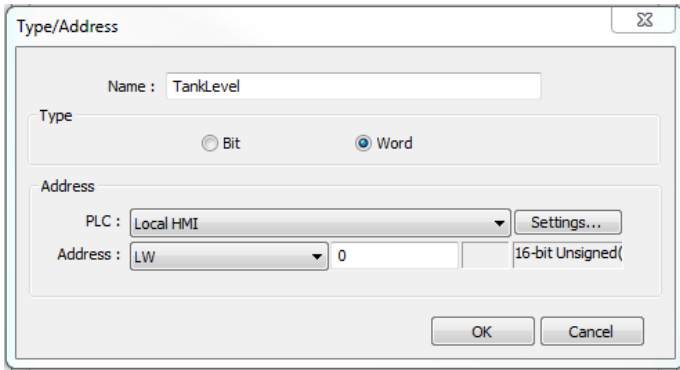 Type/Address
Name : TankLevel
Type
Bit Word
Address
PLC : Local HMI Settings...
Address : LW 0 16-bit Unsigned(
OK Cancel